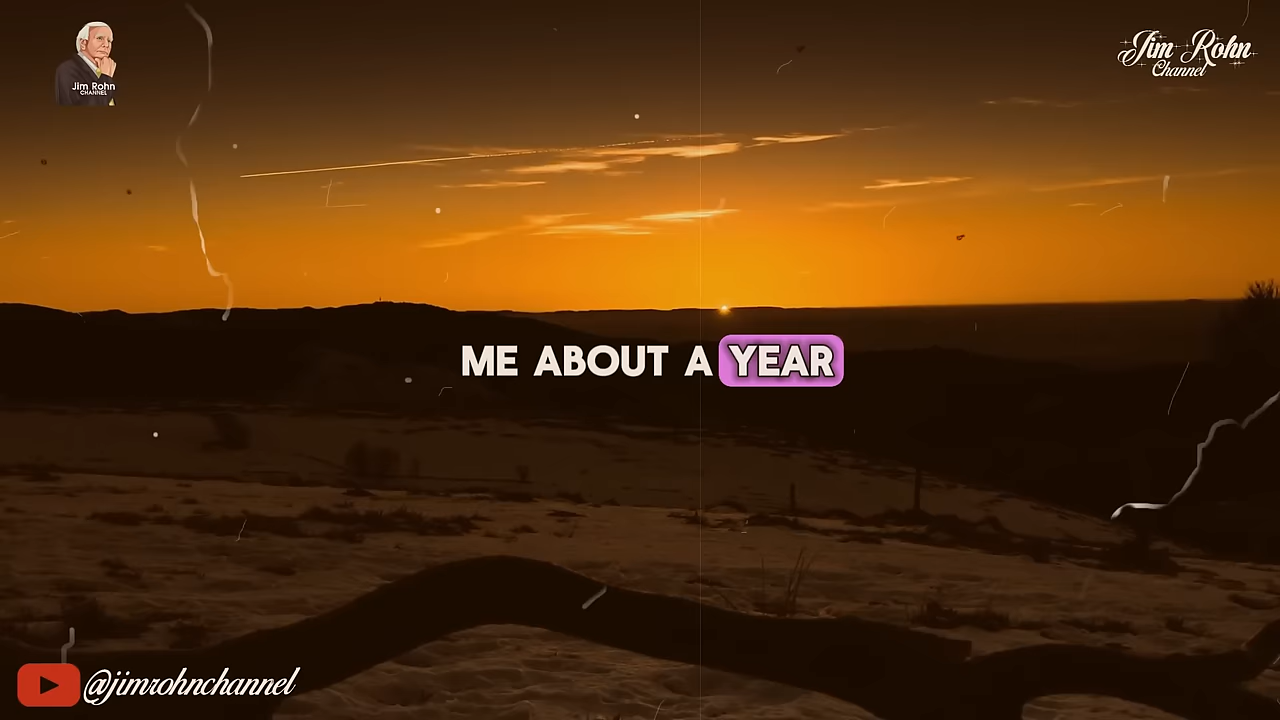 Jim Rohn
CHANNEL
Jim Rohn
Channel
ME ABOUT A YEAR
@jimrohnchannel